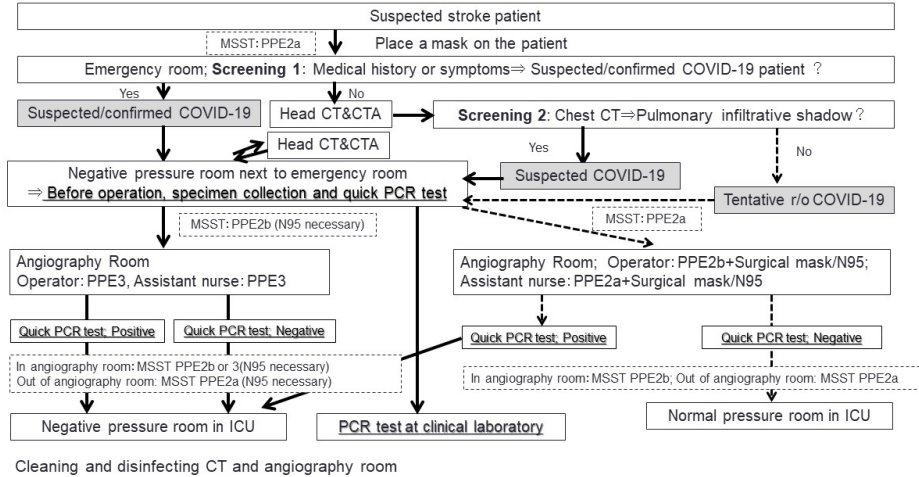 Suspected stroke patient
MSST: PPE2a
Place a mask on the patient
Emergency room; Screening 1: Medical history or symptoms⇒ Suspected/confirmed COVID-19 patient ?
Yes
No
Suspected/confirmed COVID-19
Head CT&CTA
Screening 2: Chest CT⇒Pulmonary infiltrative shadow?
Head CT&CTA
Yes
No
Negative pressure room next to emergency room
⇒ Before operation, specimen collection and quick PCR test
Suspected COVID-19
Tentative r/o COVID-19
MSST: PPE2b (N95 necessary)
MSST: PPE2a
Angiography Room
Operator: PPE3, Assistant nurse: PPE3
Angiography Room; Operator: PPE2b+Surgical mask/N95;
Assistant nurse: PPE2a+Surgical mask/N95
Quick PCR test; Positive
Quick PCR test; Negative
Quick PCR test; Positive
Quick PCR test; Negative
In angiography room: MSST PPE2b or 3(N95 necessary)
Out of angiography room: MSST PPE2a (N95 necessary)
In angiography room: MSST PPE2b; Out of angiography room: MSST PPE2a
Negative pressure room in ICU
PCR test at clinical laboratory
Normal pressure room in ICU
Cleaning and disinfecting CT and angiography room